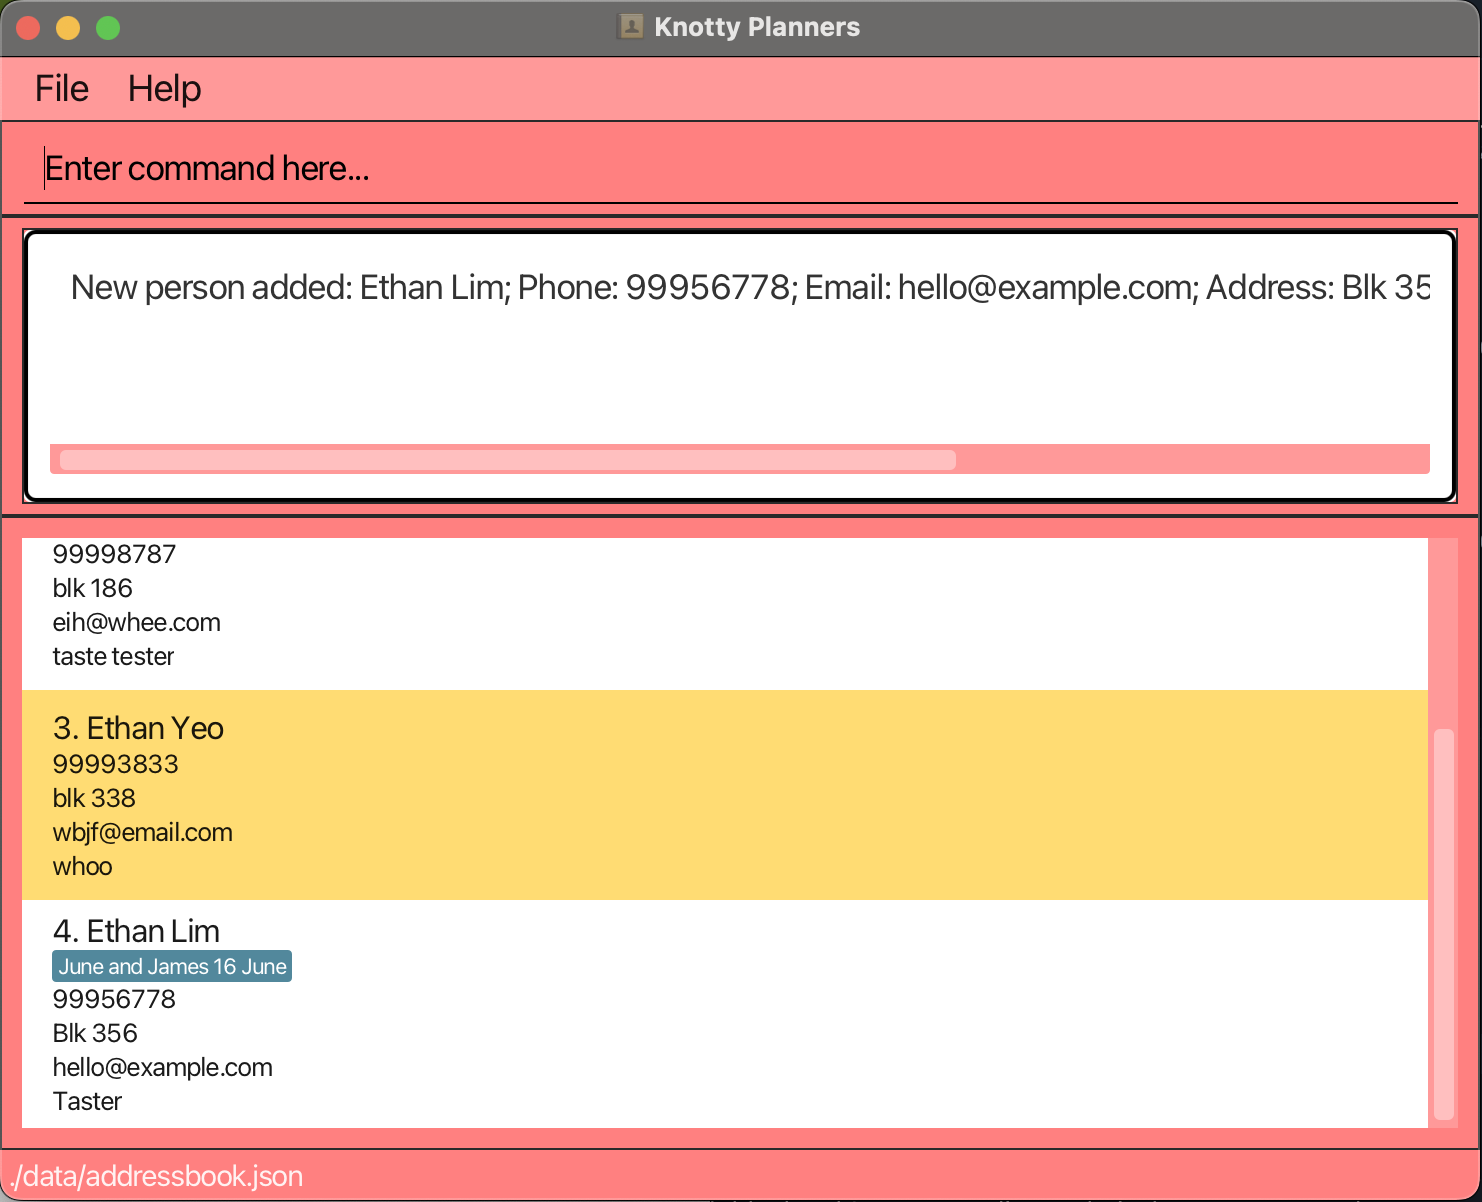 Knotty Planners
File Help
Enter command here...
New person added: Ethan Lim; Phone: 99956778; Email: hello@example.com; Address: Blk 35
99998787
blk 186
eih@whee.com
taste tester
3. Ethan Yeo
99993833
blk 338
wbjf@email.com
whoo
4. Ethan Lim
June and James 16 June
99956778
Blk 356
hello@example.com
Taster
./data/addressbook.json